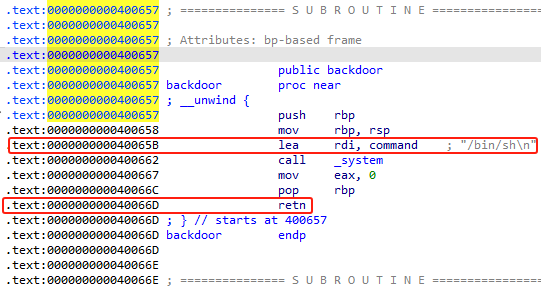 .text:0000000000400657 ; =============== S U B R O U T I N E ================
.text:0000000000400657
.text:0000000000400657 ; Attributes: bp-based frame
.text:0000000000400657
.text:0000000000400657 public backdoor
.text:0000000000400657 backdoor proc near
.text:0000000000400657 ; __unwind {
.text:0000000000400657 push rbp
.text:0000000000400658 mov rbp, rsp
.text:000000000040065B lea rdi, command ; "/bin/sh\n"
.text:0000000000400662 call _system
.text:0000000000400667 mov eax, 0
.text:000000000040066C pop rbp
.text:000000000040066D retn
.text:000000000040066D ; } // starts at 400657
.text:000000000040066D backdoor endp
.text:000000000040066D
.text:000000000040066E
.text:000000000040066E ; =============== S U B R O U T I N E ================